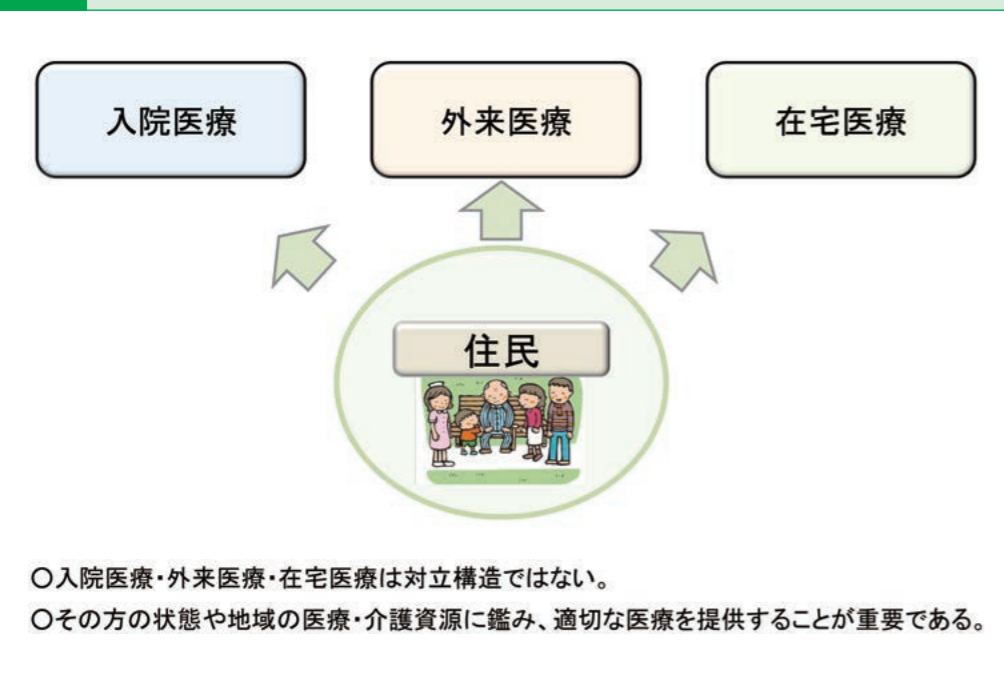 入院医療
外来医療
在宅医療
住民
〇入院医療・外来医療・在宅医療は対立構造ではない。
〇その方の状態や地域の医療・介護資源に鑑み、適切な医療を提供することが重要である。